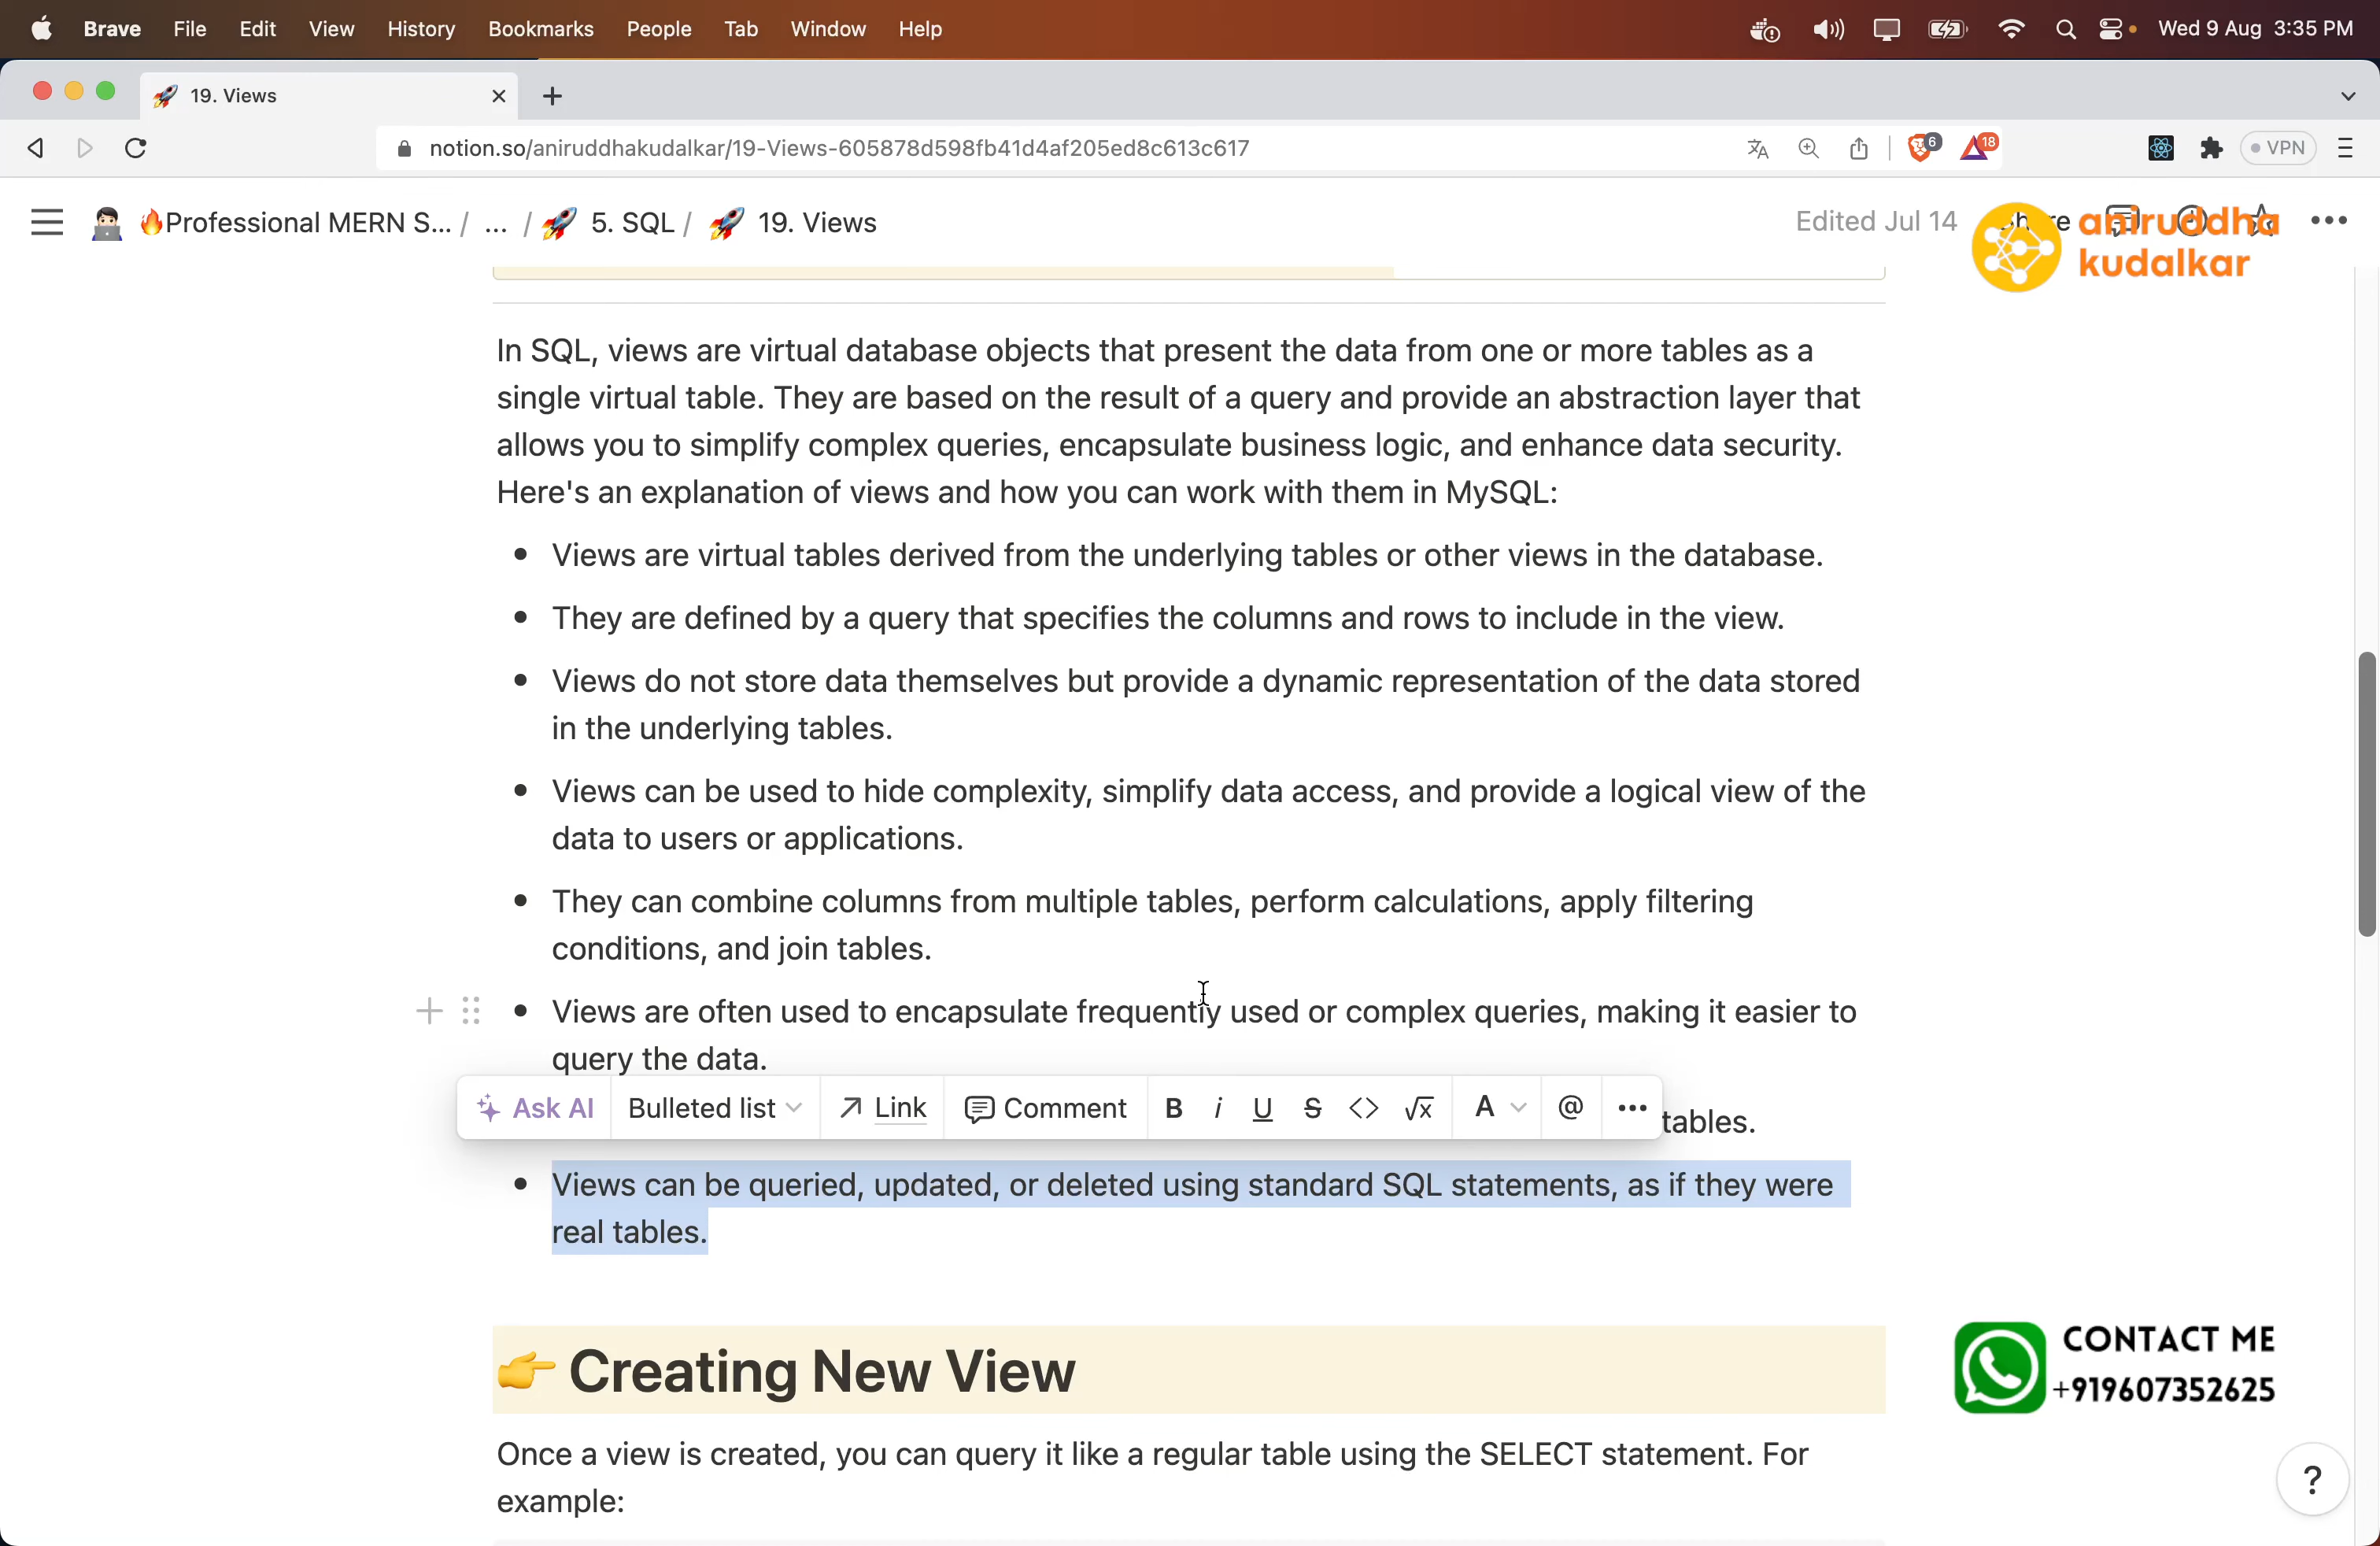 Brave File Edit View History Bookmarks People Tab Window Help Wed 9 Aug 3:35 PM
19. Views
notion.so/aniruddhakudalkar/19-Views-605878d598fb41d4af205ed8c613c617 6 18 VPN
🔥Professional MERN S... / ... / 🚀 5. SQL / 🚀 19. Views Edited Jul 14
aniruddha
kudalkar
In SQL, views are virtual database objects that present the data from one or more tables as a
single virtual table. They are based on the result of a query and provide an abstraction layer that
allows you to simplify complex queries, encapsulate business logic, and enhance data security.
Here's an explanation of views and how you can work with them in MySQL:
• Views are virtual tables derived from the underlying tables or other views in the database.
• They are defined by a query that specifies the columns and rows to include in the view.
• Views do not store data themselves but provide a dynamic representation of the data stored
in the underlying tables.
• Views can be used to hide complexity, simplify data access, and provide a logical view of the
data to users or applications.
• They can combine columns from multiple tables, perform calculations, apply filtering
conditions, and join tables.
• Views are often used to encapsulate frequently used or complex queries, making it easier to
query the data.
Ask AI Bulleted list Link Comment B i U S <> √x A @ •••
tables.
• Views can be queried, updated, or deleted using standard SQL statements, as if they were
real tables.
👉 Creating New View
CONTACT ME
+919607352625
Once a view is created, you can query it like a regular table using the SELECT statement. For
example:
?